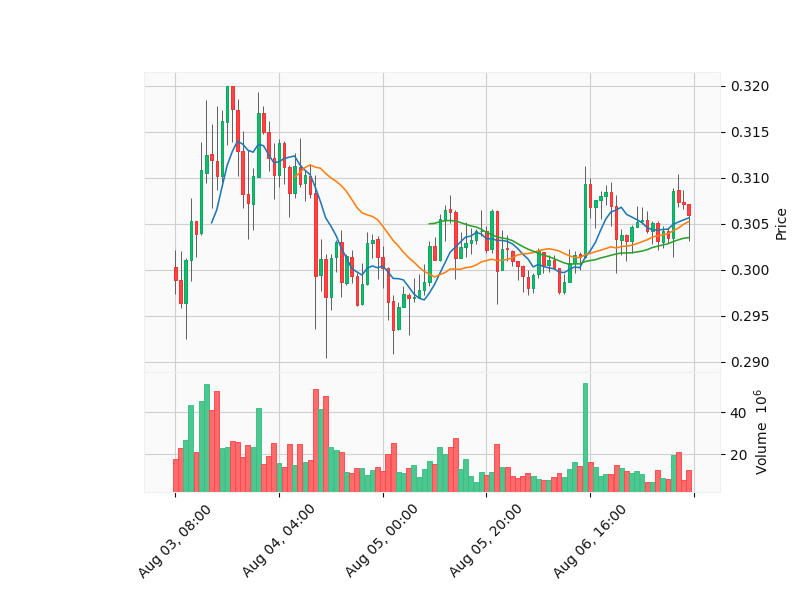 0.320
0.315
0.310
0.305
0.300
0.295
0.290
Price
40
20
Volume 10^6
Aug 03, 08:00
Aug 04, 04:00
Aug 05, 00:00
Aug 05, 20:00
Aug 06, 16:00